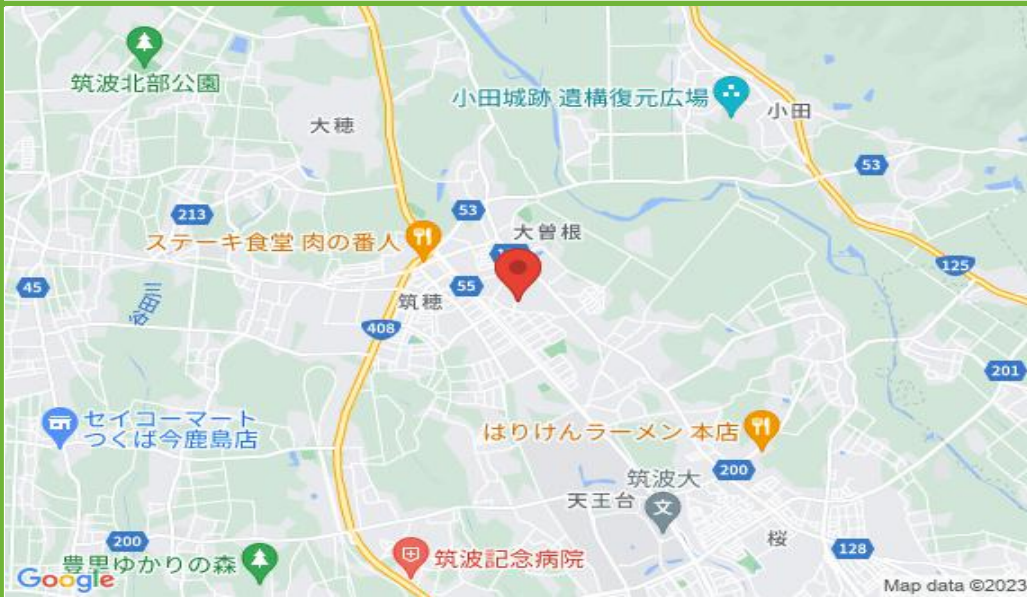 筑波北部公園
小田城跡 遺構復元広場
小田
大穂
53
213
53
ステーキ食堂 肉の番人
大曽根
125
45
55
筑穂
408
201
セイコーマート
つくば今鹿島店
はりけんラーメン 本店
200
筑波大
天王台
文
桜
200
128
豊里ゆかりの森
筑波記念病院
Google
Map data ©2023